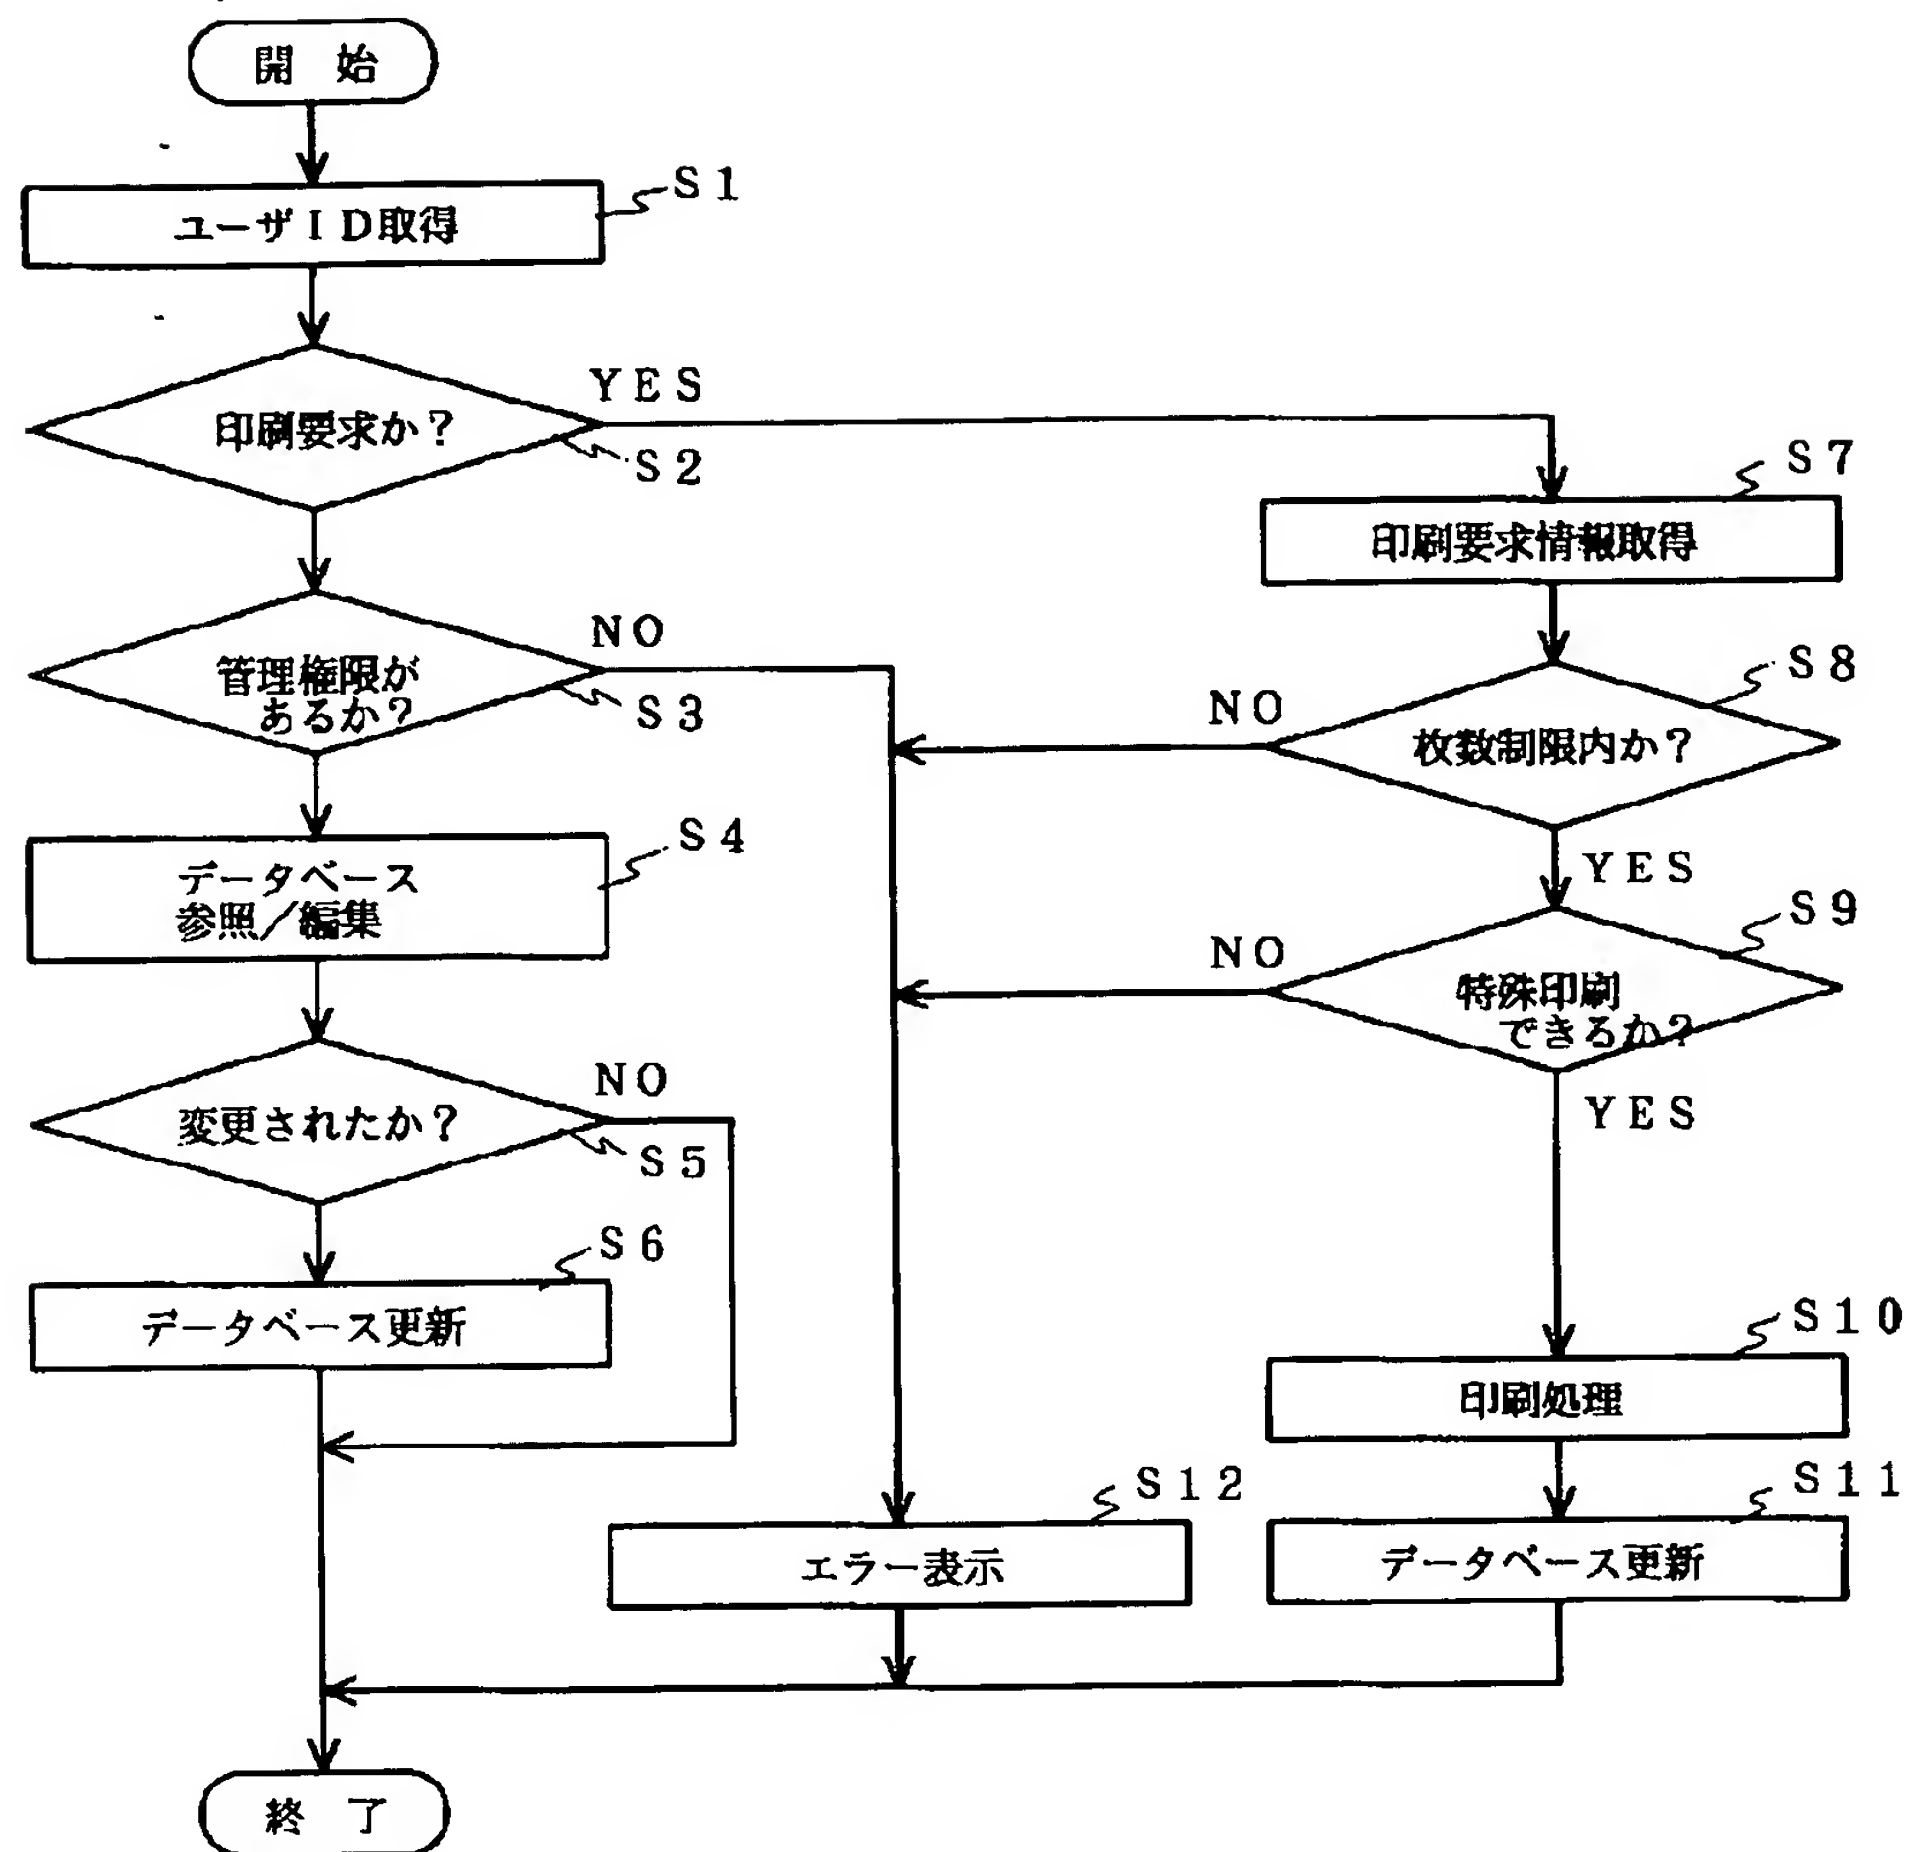 開 始
ユーザID取得
S1
印刷要求か?
YES
S2
管理権限が
あるか?
NO
S3
データベース
参照/編集
S4
変更されたか?
NO
S5
データベース更新
S6
印刷要求情報取得
S7
枚数制限内か?
S8
NO
YES
特殊印刷
できるか?
S9
NO
YES
印刷処理
S10
データベース更新
S11
エラー表示
S12
終 了